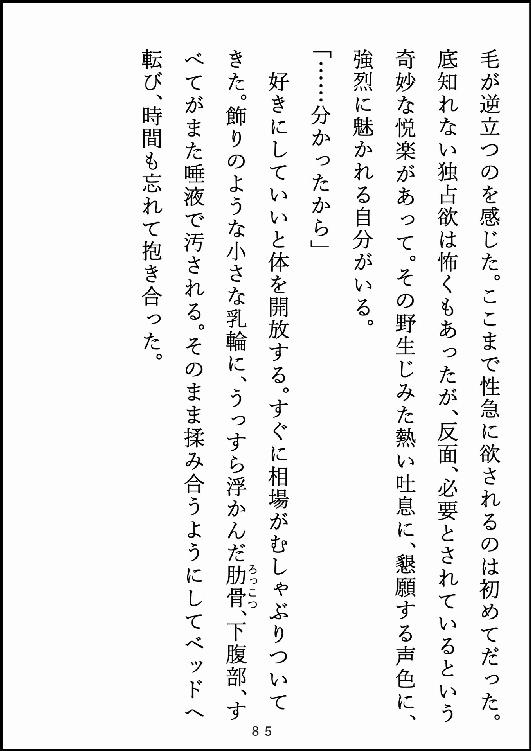 毛が逆立つのを感じた。ここまで性急に欲されるのは初めてだった。
底知れない独占欲は怖くもあったが、反面、必要とされているという
奇妙な悦楽があって。その野生じみた熱い吐息に、懇願する声色に、
強烈に魅かれる自分がいる。
「……分かったから」
好きにしていいと体を開放する。すぐに相場がむしゃぶりついて
きた。飾りのような小さな乳輪に、うっすら浮かんだ肋骨、下腹部、す
ろっこつ
べてがまた唾液で汚される。そのまま揉み合うようにしてベッドへ
転び、時間も忘れて抱き合った。
85